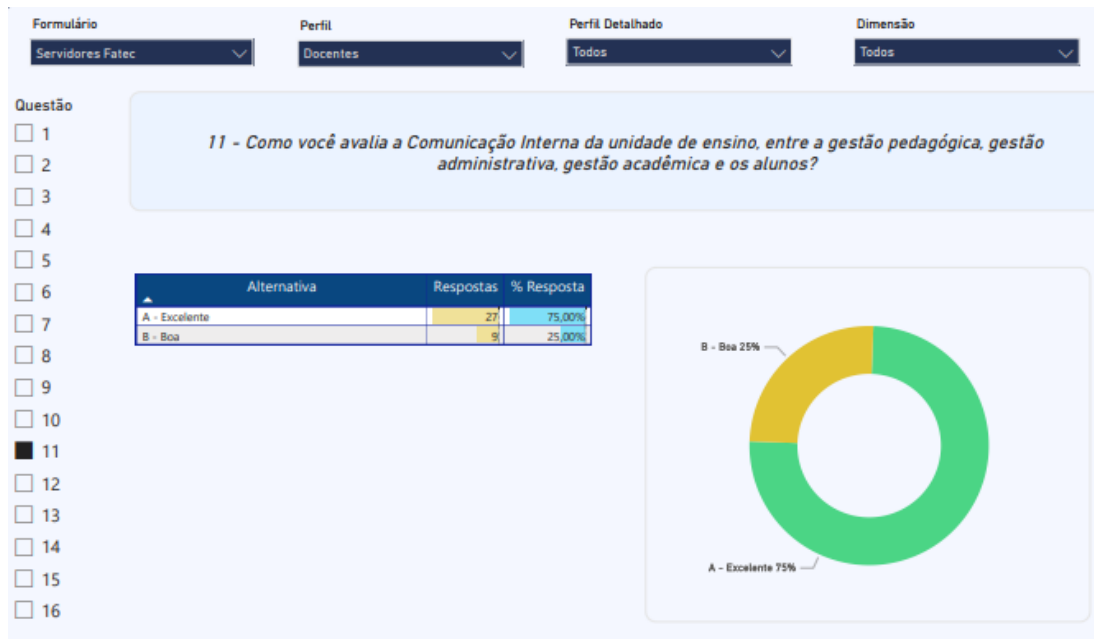 Formulário
Servidores Fatec
Perfil
Docentes
Perfil Detalhado
Todos
Dimensão
Todos
Questão
1
2
3
4
5
6
7
8
9
10
11
12
13
14
15
16
11 - Como você avalia a Comunicação Interna da unidade de ensino, entre a gestão pedagógica, gestão
administrativa, gestão acadêmica e os alunos?
Alternativa Respostas % Resposta
A - Excelente 27 75,00%
B - Boa 9 25,00%
B - Boa 25%
A - Excelente 75%